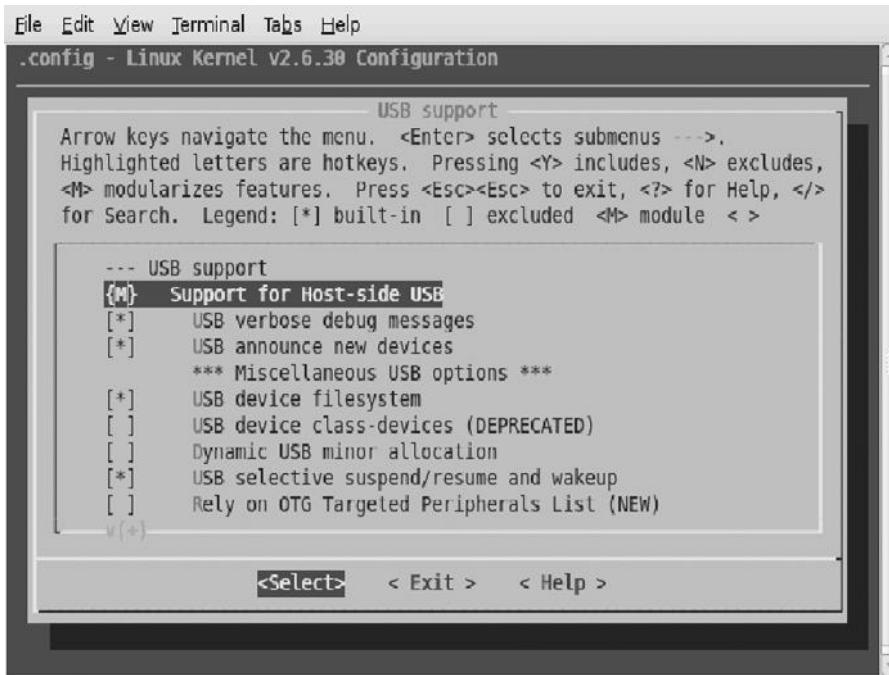 File Edit View Terminal Tabs Help
.config - Linux Kernel v2.6.30 Configuration
USB support
Arrow keys navigate the menu. <Enter> selects submenus --->.
Highlighted letters are hotkeys. Pressing <Y> includes, <N> excludes,
<M> modularizes features. Press <Esc><Esc> to exit, <?> for Help, </>
for Search. Legend: [*] built-in [ ] excluded <M> module < >
--- USB support
{M} Support for Host-side USB
[*] USB verbose debug messages
[*] USB announce new devices
*** Miscellaneous USB options ***
[*] USB device filesystem
[ ] USB device class-devices (DEPRECATED)
[ ] Dynamic USB minor allocation
[*] USB selective suspend/resume and wakeup
[ ] Rely on OTG Targeted Peripherals List (NEW)
v(+)
<Select> < Exit > < Help >